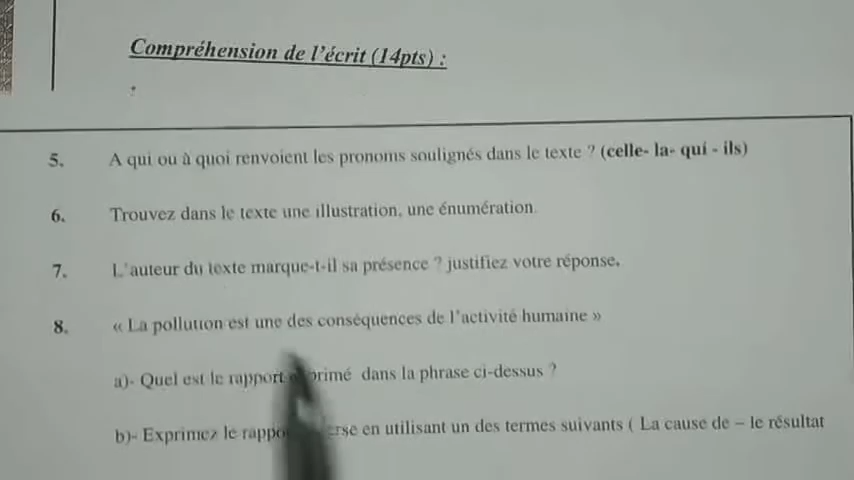 Compréhension de l'écrit (14pts) :
5. A qui ou à quoi renvoient les pronoms soulignés dans le texte ? (celle- la- qui - ils)
6. Trouvez dans le texte une illustration, une énumération.
7. L'auteur du texte marque-t-il sa présence ? justifiez votre réponse.
8. « La pollution est une des conséquences de l'activité humaine »
a)- Quel est le rapport dans la phrase ci-dessus ?
b)- Exprimez le en utilisant un des termes suivants ( La cause de – le résultat